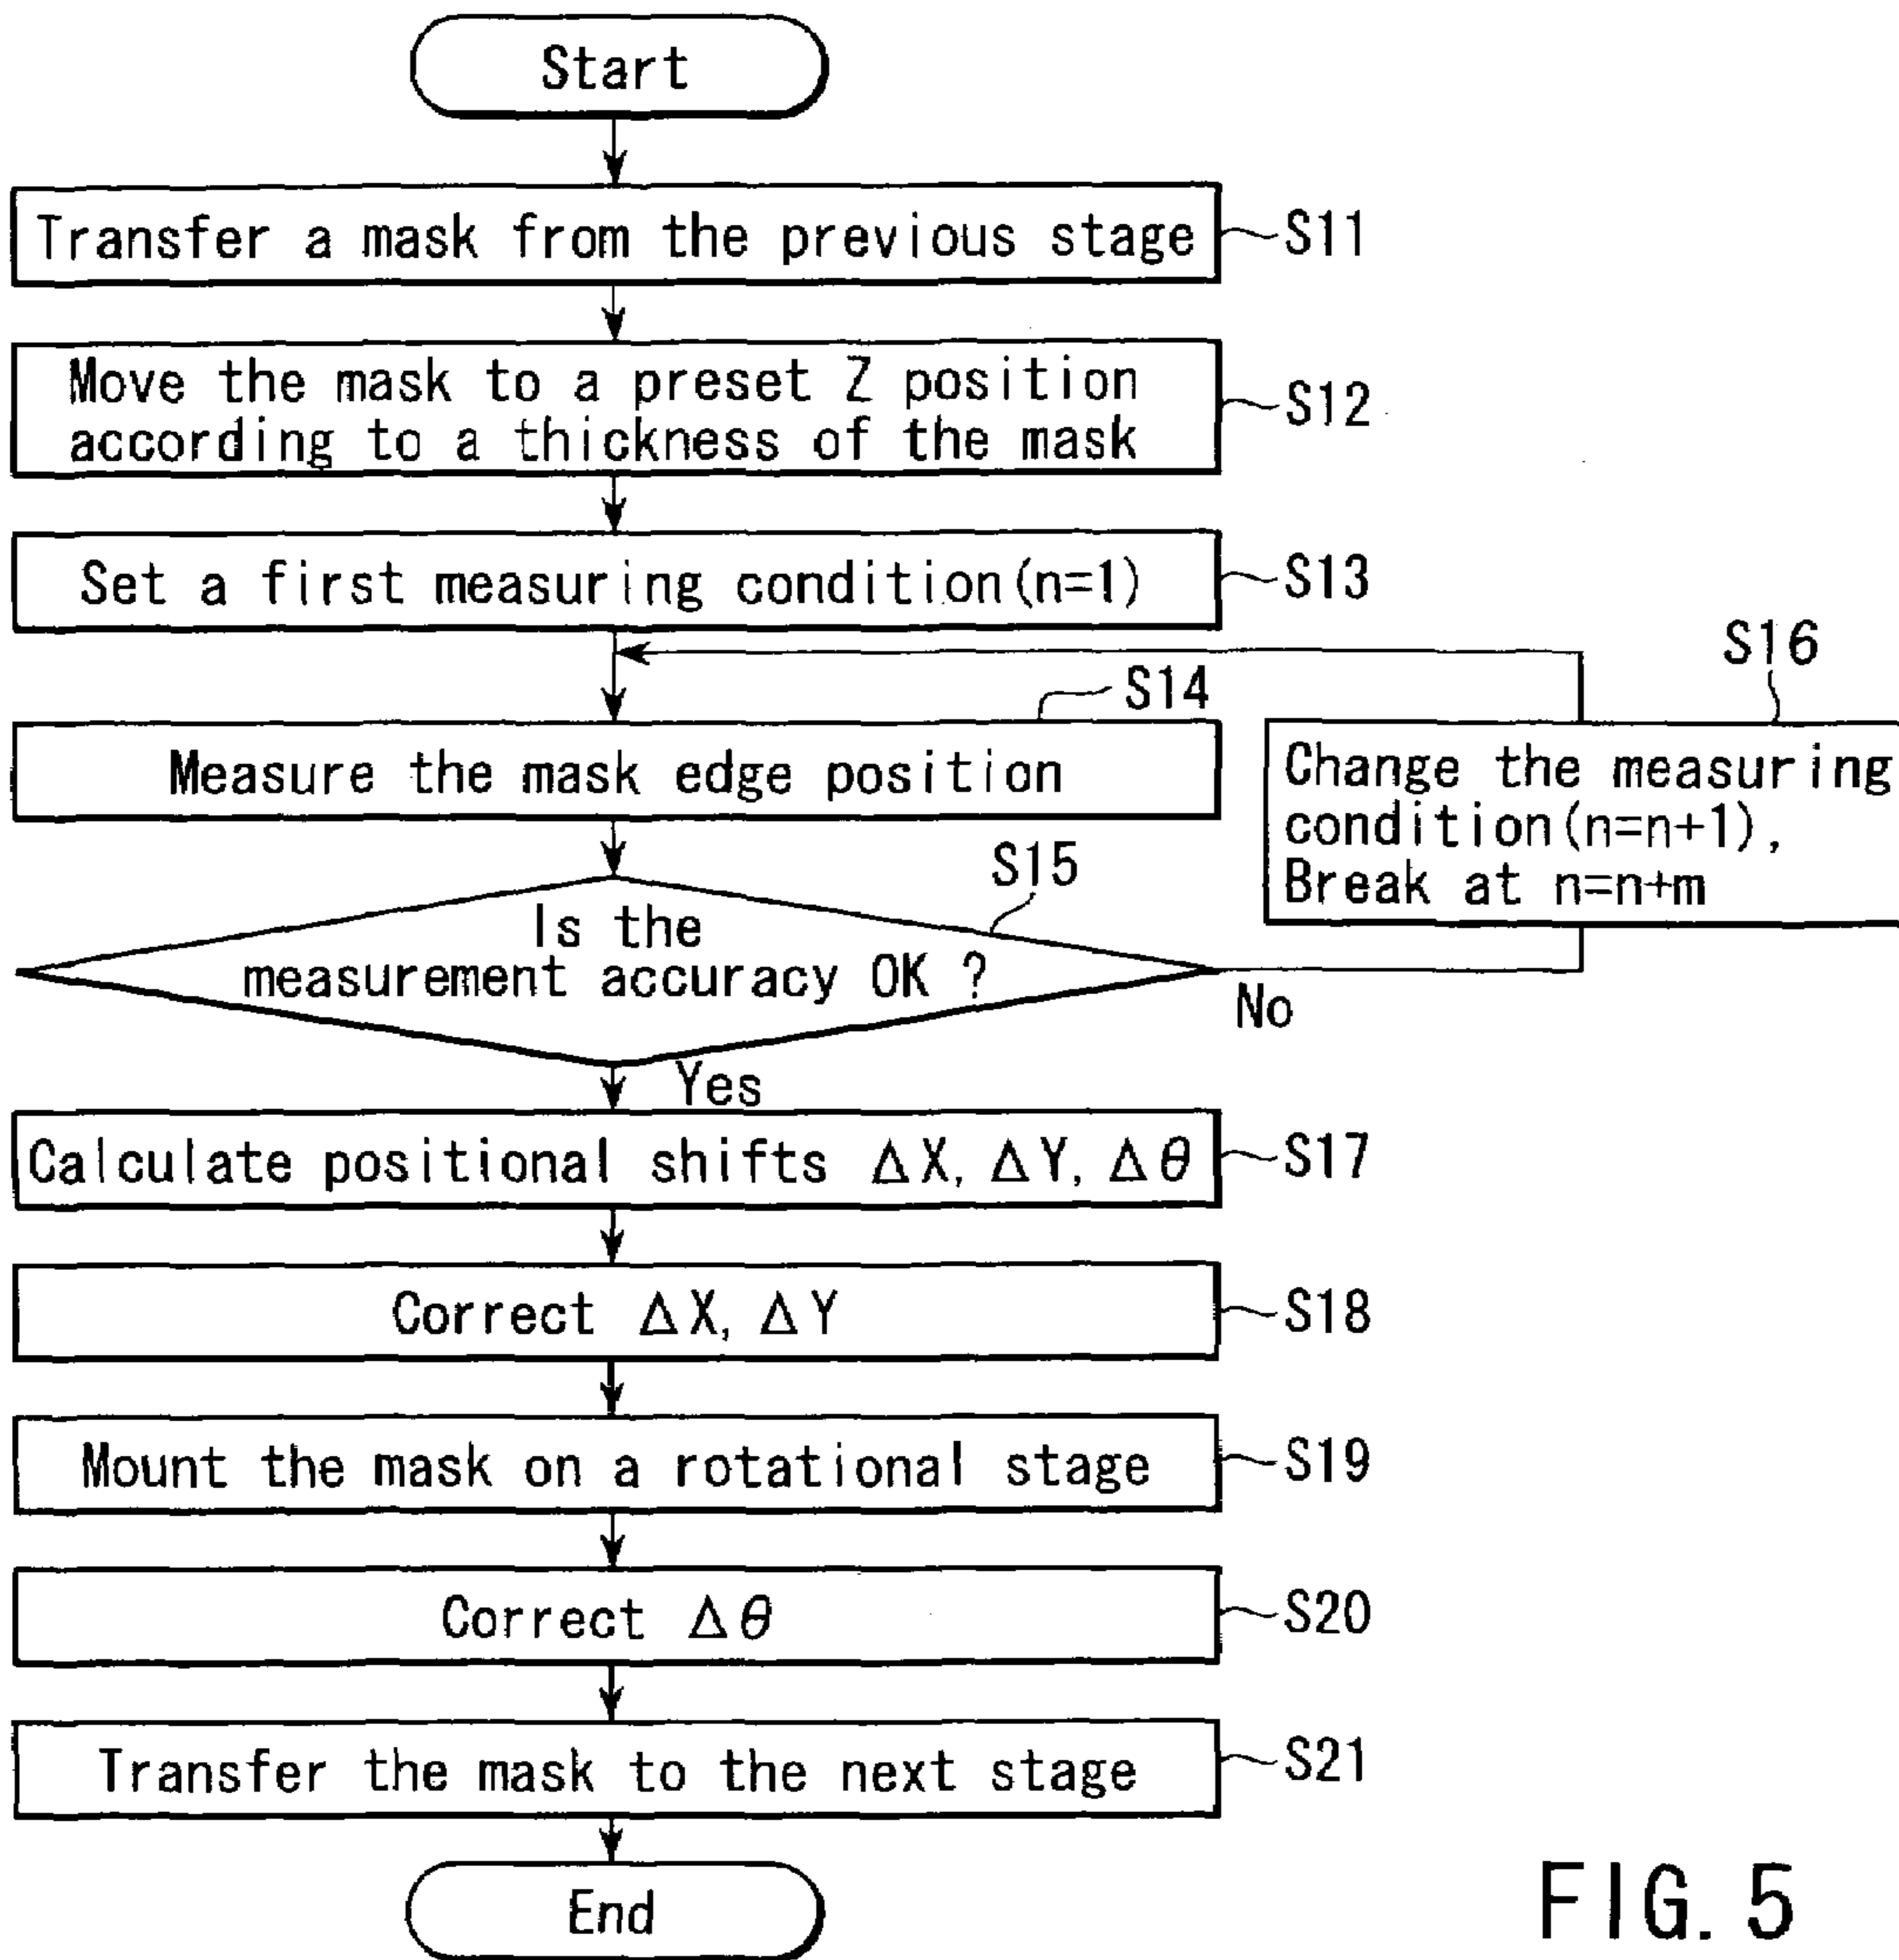 Start
Transfer a mask from the previous stage
S11
Move the mask to a preset Z position
according to a thickness of the mask
S12
Set a first measuring condition(n=1)
S13
S14
Measure the mask edge position
S16
Change the measuring
condition(n=n+1),
Break at n=n+m
S15
Is the
measurement accuracy OK ?
No
Yes
Calculate positional shifts ΔX, ΔY, Δθ
S17
Correct ΔX, ΔY
S18
Mount the mask on a rotational stage
S19
Correct Δθ
S20
Transfer the mask to the next stage
S21
End
FIG. 5